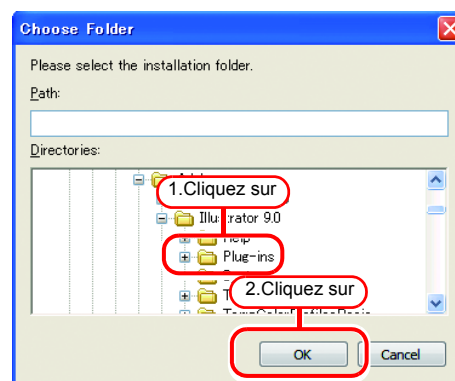 Choose Folder
Please select the installation folder.
Path:
Directories:
1.Cliquez sur
Illustrator 9.0
Help
Plug-ins
2.Cliquez sur
OK
Cancel